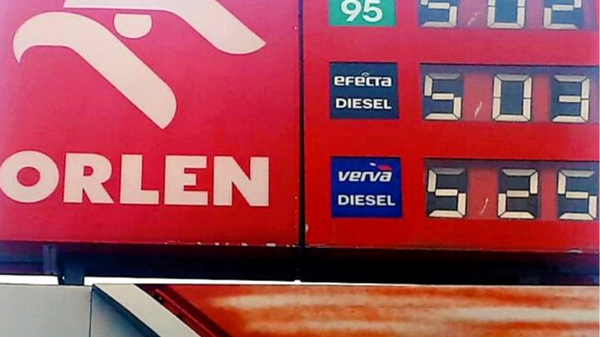 95 5,02
efecta
DIESEL 5,03
ORLEN
verva
DIESEL 5,25